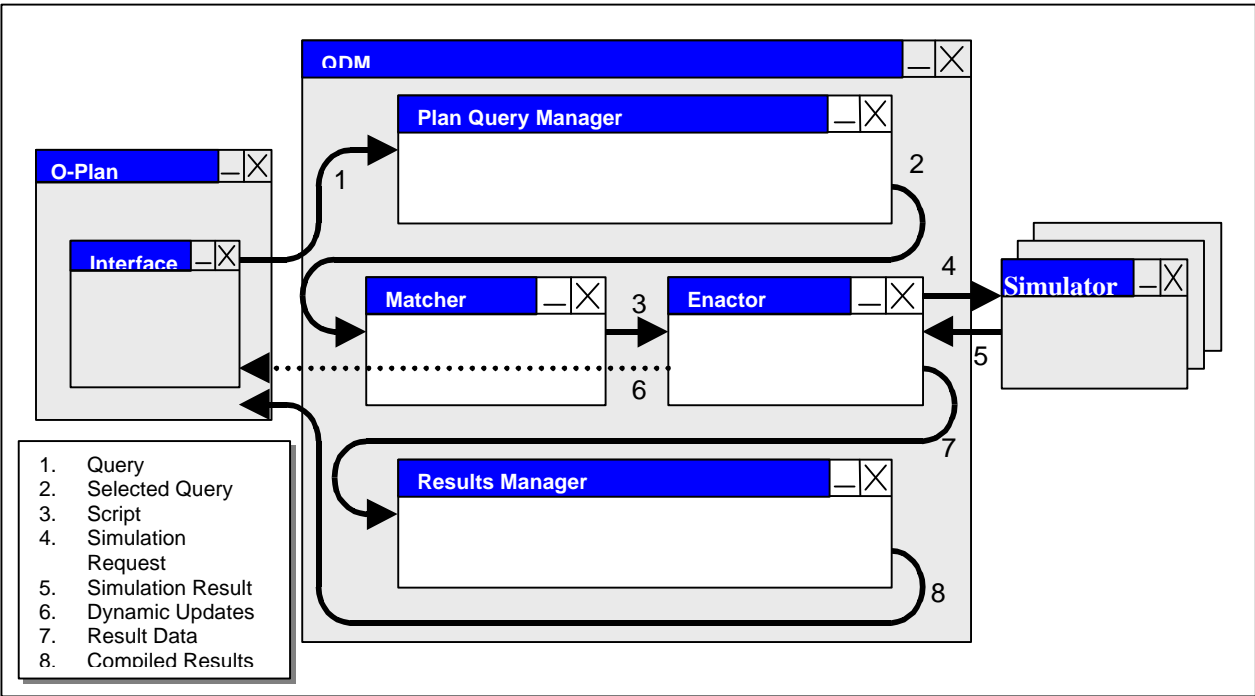 QDM
Plan Query Manager
O-Plan
1
2
Interface
Matcher
3
Enactor
4
Simulator
5
6
7
Results Manager
8
1. Query
2. Selected Query
3. Script
4. Simulation
Request
5. Simulation Result
6. Dynamic Updates
7. Result Data
8. Compiled Results